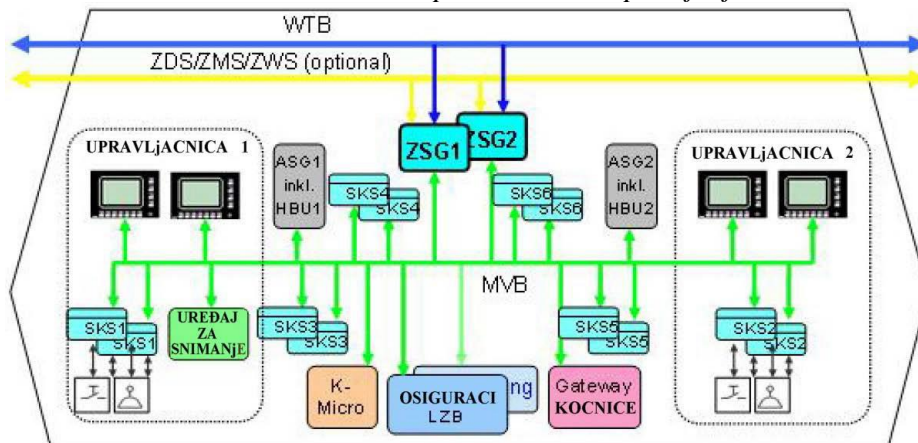 WTB
ZDS/ZMS/ZWS (optional)
ZSG1
ZSG2
UPRAVLjACNICA 1
ASG1
inkl.
HBU1
SKS4
SKS4
SKS6
SKS6
ASG2
inkl.
HBU2
UPRAVLjACNICA 2
MVB
SKS1
SKS1
UREĐAJ
ZA
SNIMANjE
SKS3
SKS3
SKS5
SKS5
SKS2
SKS2
K-
Micro
OSIGURACI
LZB
ng
Gateway
KOCNICE